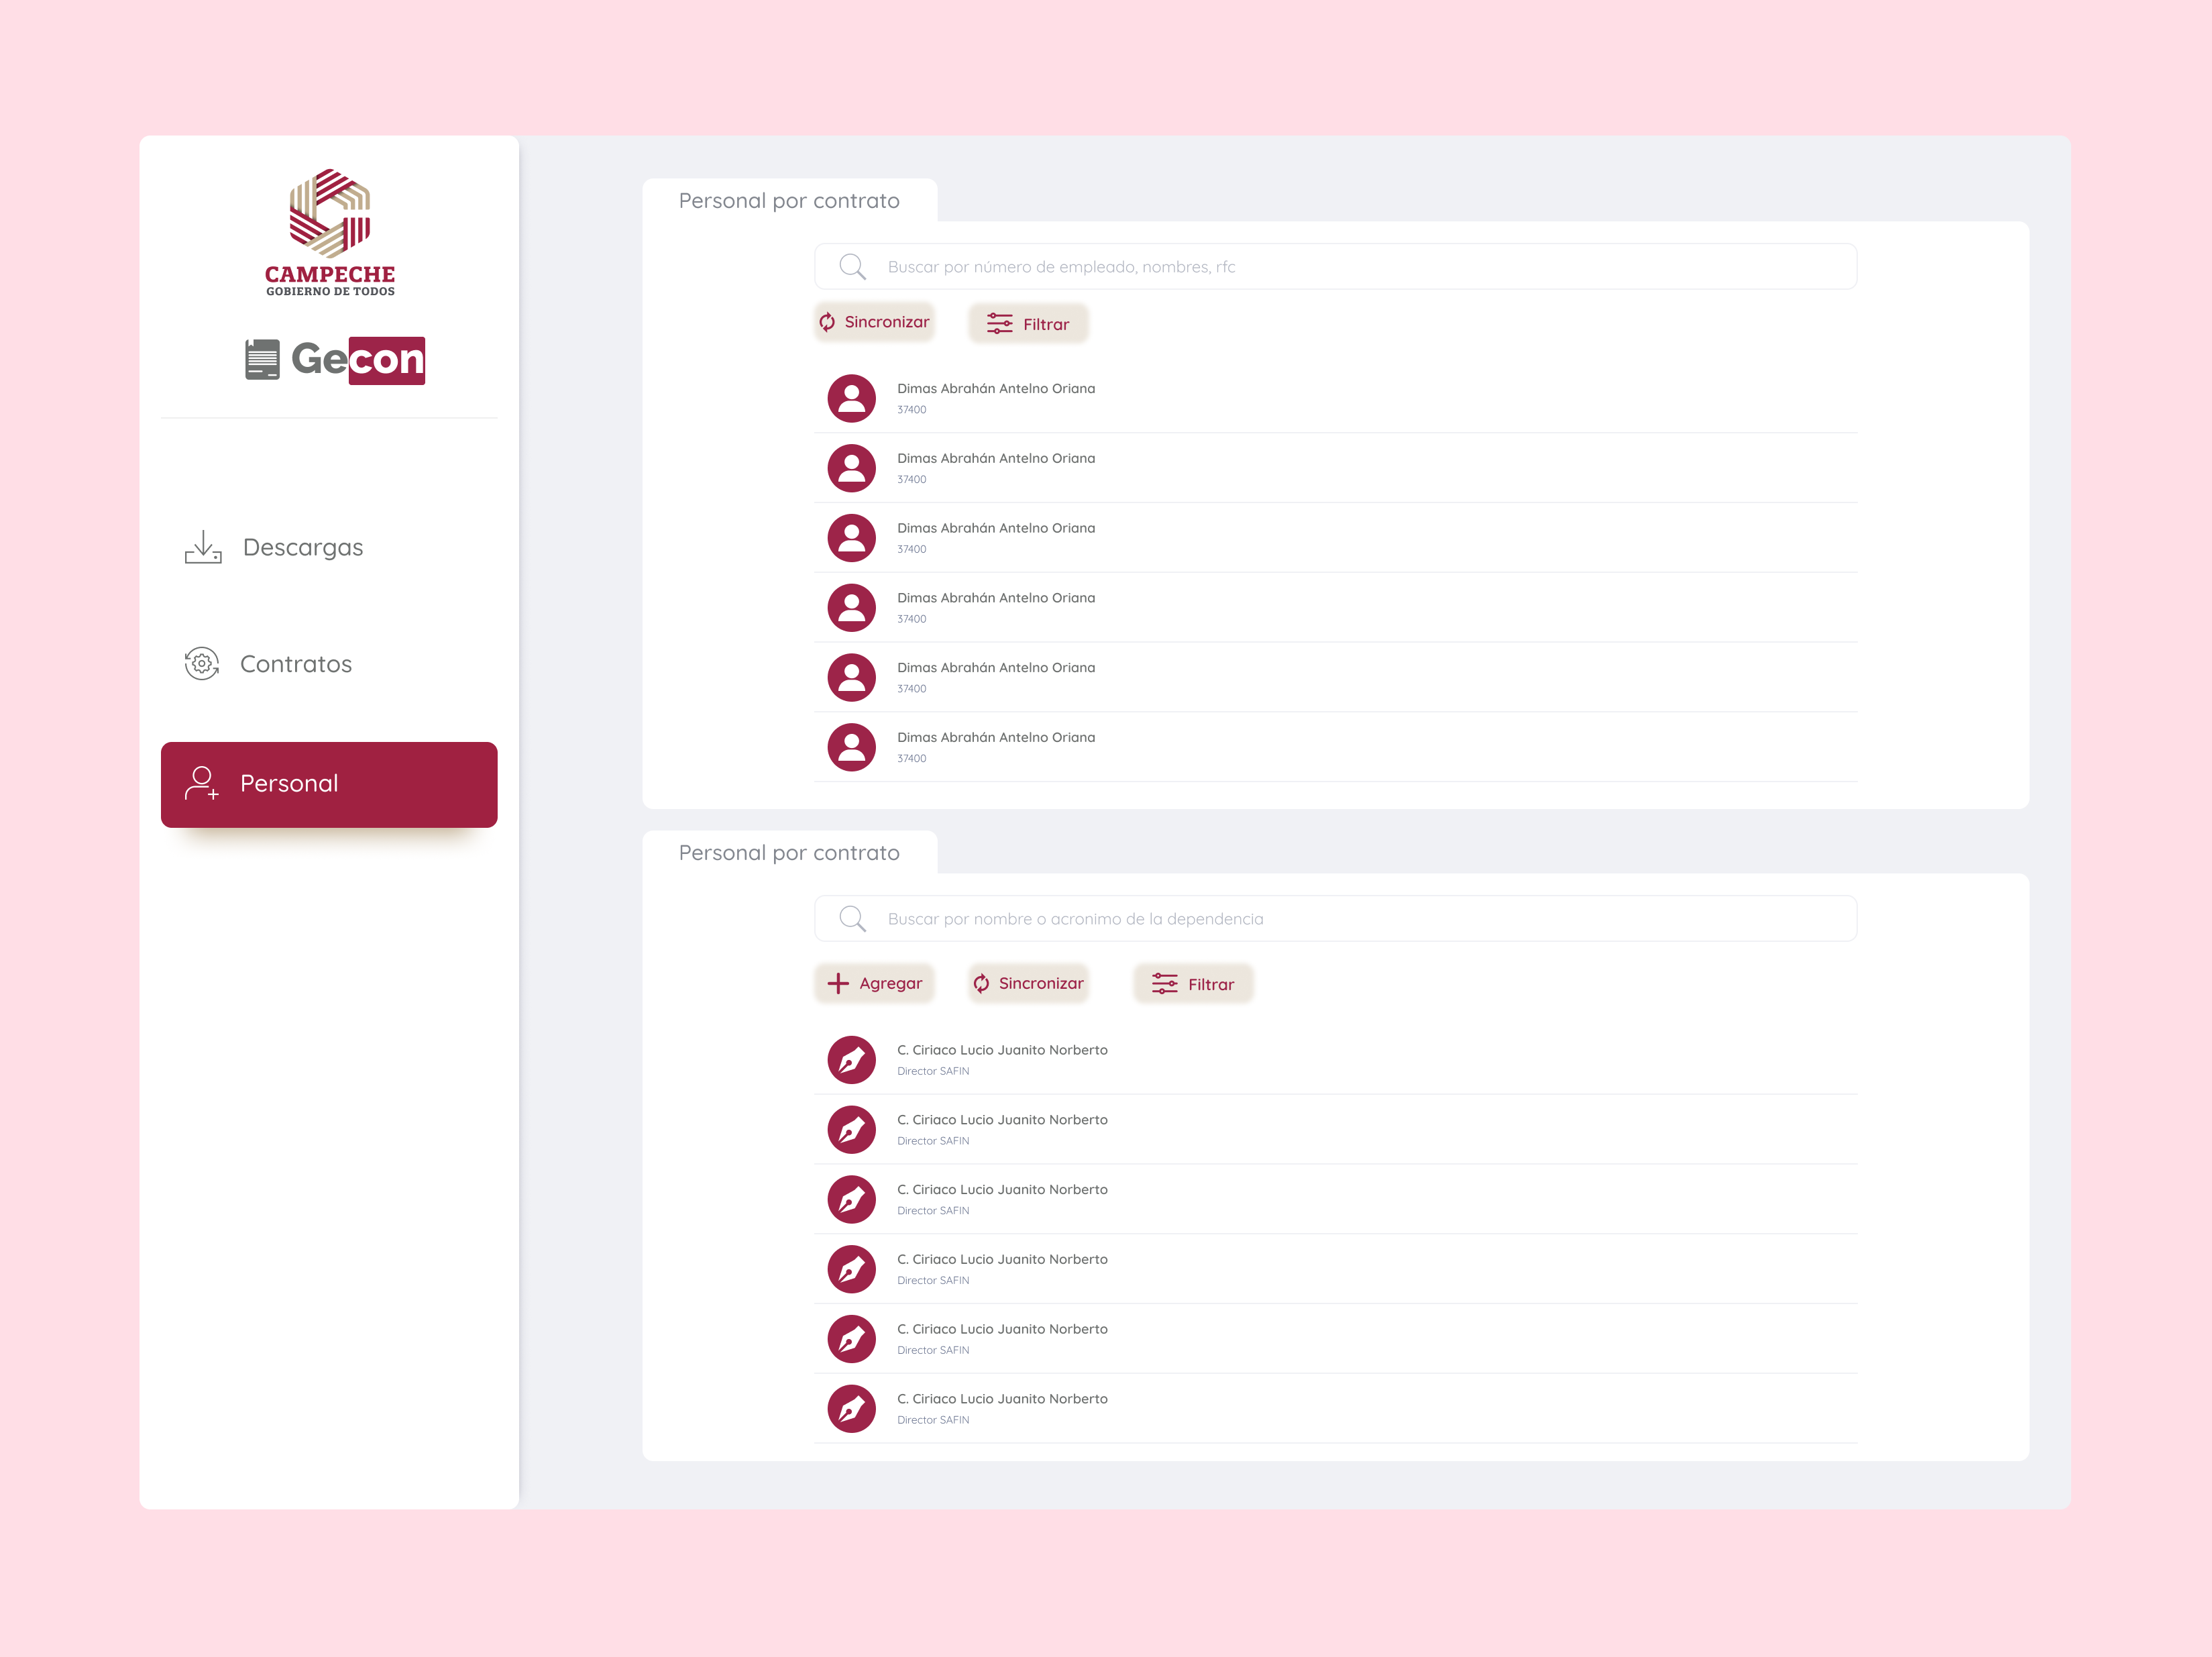 CAMPECHE
GOBIERNO DE TODOS
Gecon
Descargas
Contratos
Personal
Personal por contrato
Buscar por número de empleado, nombres, rfc
Sincronizar
Filtrar
Dimas Abrahán Antelno Oriana
37400
Dimas Abrahán Antelno Oriana
37400
Dimas Abrahán Antelno Oriana
37400
Dimas Abrahán Antelno Oriana
37400
Dimas Abrahán Antelno Oriana
37400
Dimas Abrahán Antelno Oriana
37400
Personal por contrato
Buscar por nombre o acronimo de la dependencia
Agregar
Sincronizar
Filtrar
C. Ciriaco Lucio Juanito Norberto
Director SAFIN
C. Ciriaco Lucio Juanito Norberto
Director SAFIN
C. Ciriaco Lucio Juanito Norberto
Director SAFIN
C. Ciriaco Lucio Juanito Norberto
Director SAFIN
C. Ciriaco Lucio Juanito Norberto
Director SAFIN
C. Ciriaco Lucio Juanito Norberto
Director SAFIN